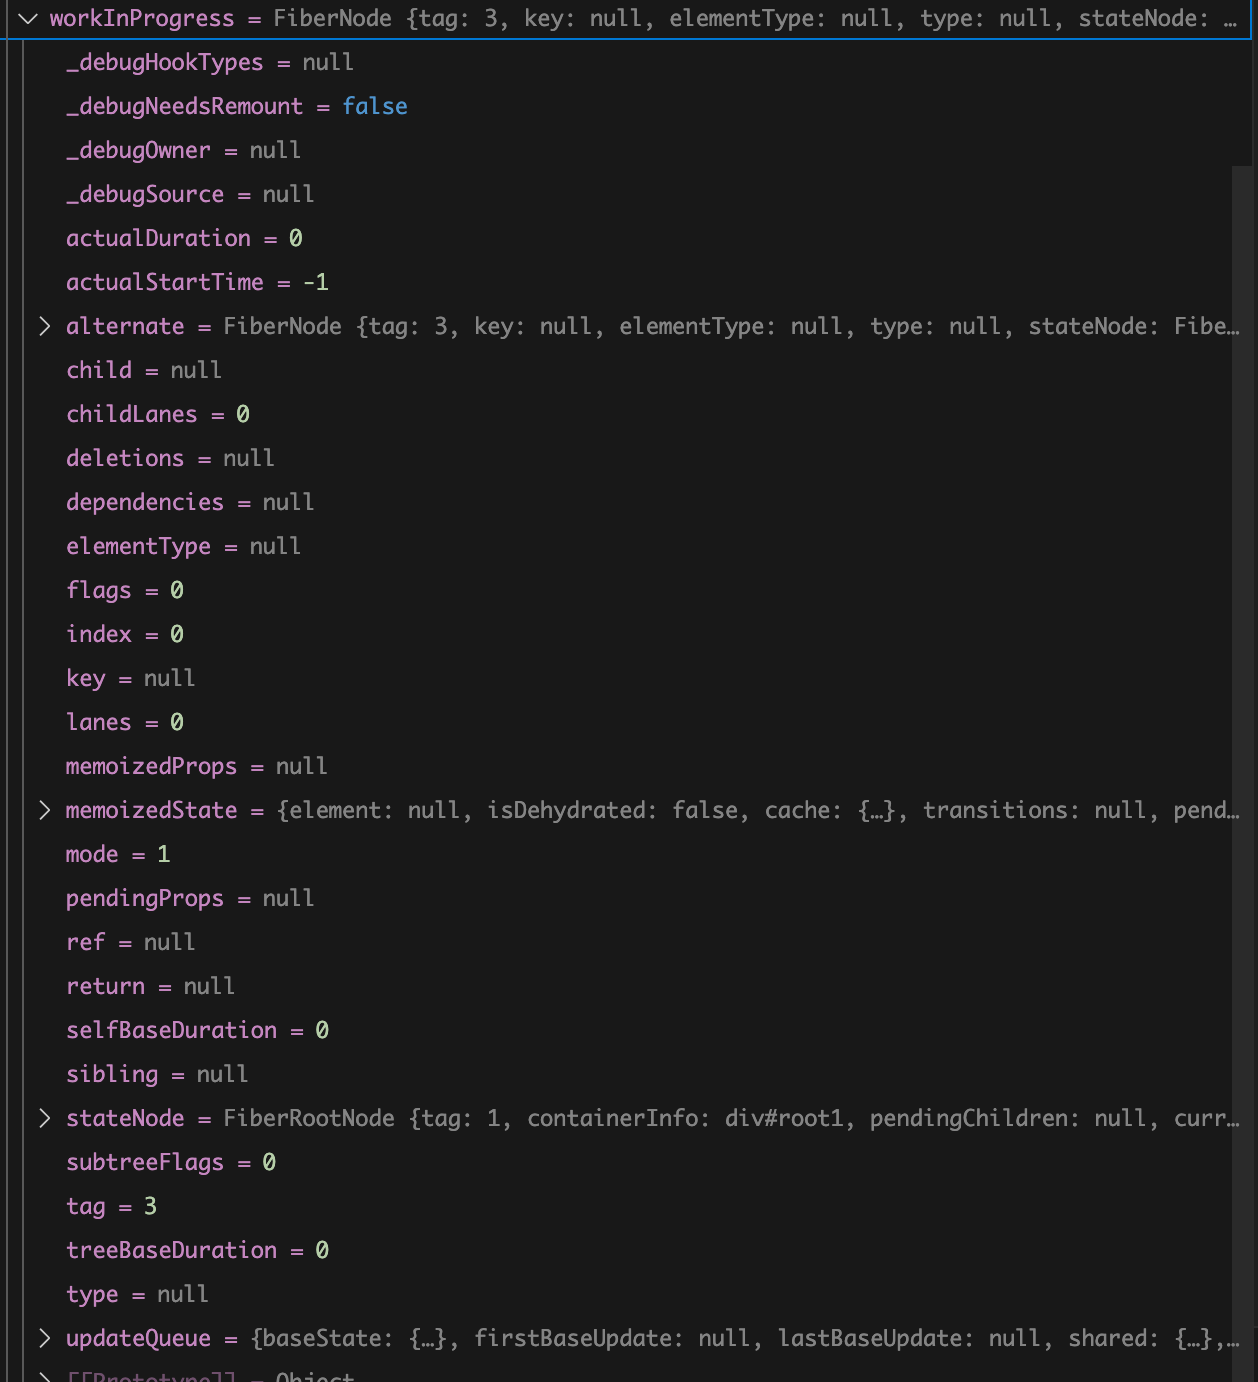 workInProgress = FiberNode {tag: 3, key: null, elementType: null, type: null, stateNode: …
_debugHookTypes = null
_debugNeedsRemount = false
_debugOwner = null
_debugSource = null
actualDuration = 0
actualStartTime = -1
alternate = FiberNode {tag: 3, key: null, elementType: null, type: null, stateNode: Fibe…
child = null
childLanes = 0
deletions = null
dependencies = null
elementType = null
flags = 0
index = 0
key = null
lanes = 0
memoizedProps = null
memoizedState = {element: null, isDehydrated: false, cache: {…}, transitions: null, pend…
mode = 1
pendingProps = null
ref = null
return = null
selfBaseDuration = 0
sibling = null
stateNode = FiberRootNode {tag: 1, containerInfo: div#root1, pendingChildren: null, curr…
subtreeFlags = 0
tag = 3
treeBaseDuration = 0
type = null
updateQueue = {baseState: {…}, firstBaseUpdate: null, lastBaseUpdate: null, shared: {…},…
[[Prototype]] = Object